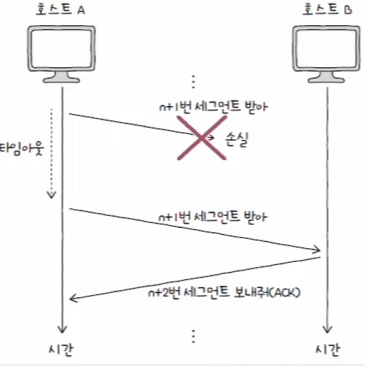 호스트 A
호스트 B
n+1번 세그먼트 받아
손실
타임아웃
n+1번 세그먼트 받아
n+2번 세그먼트 보내줘(ACK)
시간
시간